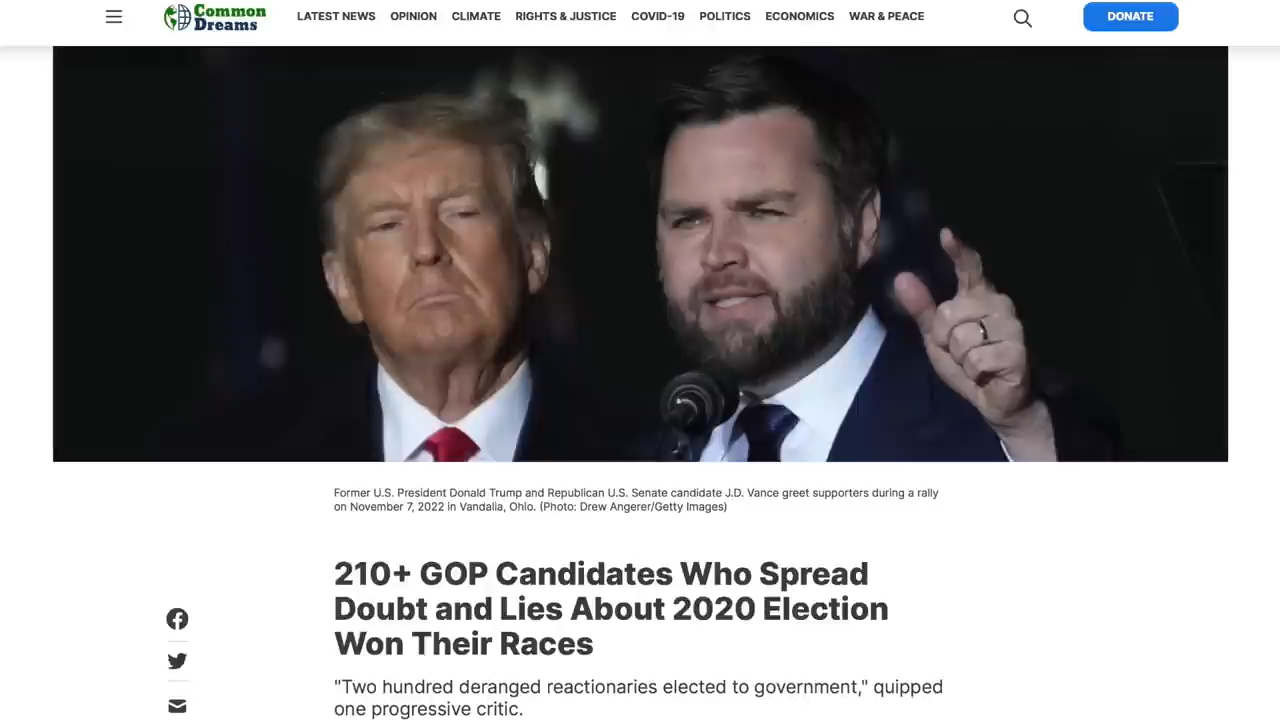 Common
Dreams
LATEST NEWS OPINION CLIMATE RIGHTS & JUSTICE COVID-19 POLITICS ECONOMICS WAR & PEACE
DONATE
Former U.S. President Donald Trump and Republican U.S. Senate candidate J.D. Vance greet supporters during a rally
on November 7, 2022 in Vandalia, Ohlo. (Photo: Drew Angerer/Getty Images)
210+ GOP Candidates Who Spread
Doubt and Lies About 2020 Election
Won Their Races
"Two hundred deranged reactionaries elected to government," quipped
one progressive critic.